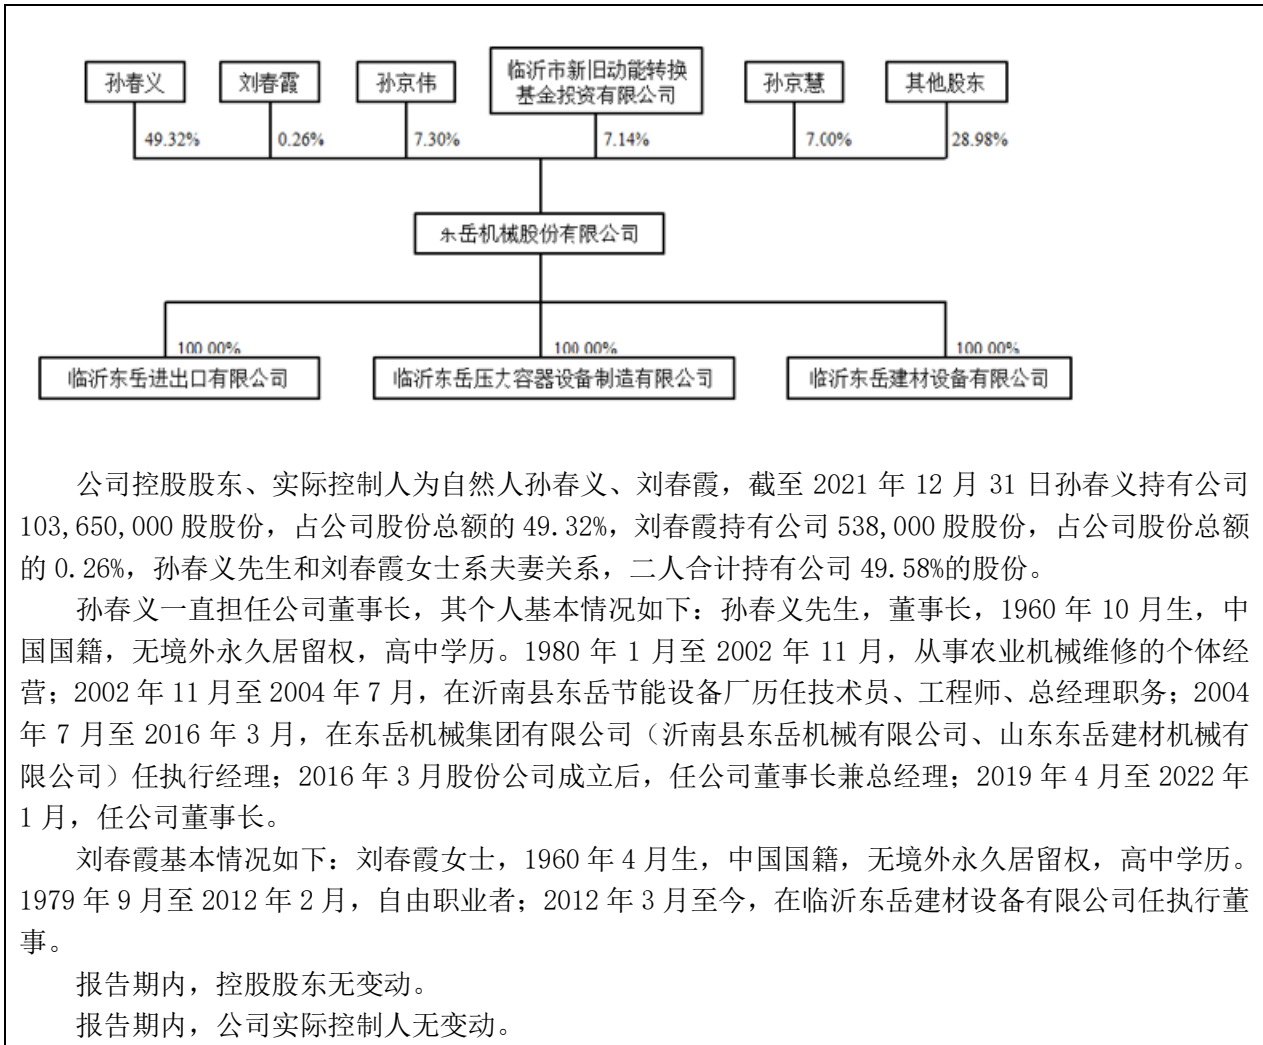 孙春义
刘春霞
孙京伟
临沂市新旧动能转换
基金投资有限公司
孙京慧
其他股东
49.32%
0.26%
7.30%
7.14%
7.00%
28.98%
东岳机械股份有限公司
100.00%
100.00%
100.00%
临沂东岳进出口有限公司
临沂东岳压力容器设备制造有限公司
临沂东岳建材设备有限公司
公司控股股东、实际控制人为自然人孙春义、刘春霞，截至 2021 年 12 月 31 日孙春义持有公司
103,650,000 股股份，占公司股份总额的 49.32%，刘春霞持有公司 538,000 股股份，占公司股份总额
的 0.26%，孙春义先生和刘春霞女士系夫妻关系，二人合计持有公司 49.58%的股份。
孙春义一直担任公司董事长，其个人基本情况如下：孙春义先生，董事长，1960 年 10 月生，中
国国籍，无境外永久居留权，高中学历。1980 年 1 月至 2002 年 11 月，从事农业机械维修的个体经
营；2002 年 11 月至 2004 年 7 月，在沂南县东岳节能设备厂历任技术员、工程师、总经理职务；2004
年 7 月至 2016 年 3 月，在东岳机械集团有限公司（沂南县东岳机械有限公司、山东东岳建材机械有
限公司）任执行经理；2016 年 3 月股份公司成立后，任公司董事长兼总经理；2019 年 4 月至 2022 年
1 月，任公司董事长。
刘春霞基本情况如下：刘春霞女士，1960 年 4 月生，中国国籍，无境外永久居留权，高中学历。
1979 年 9 月至 2012 年 2 月，自由职业者；2012 年 3 月至今，在临沂东岳建材设备有限公司任执行董
事。
报告期内，控股股东无变动。
报告期内，公司实际控制人无变动。